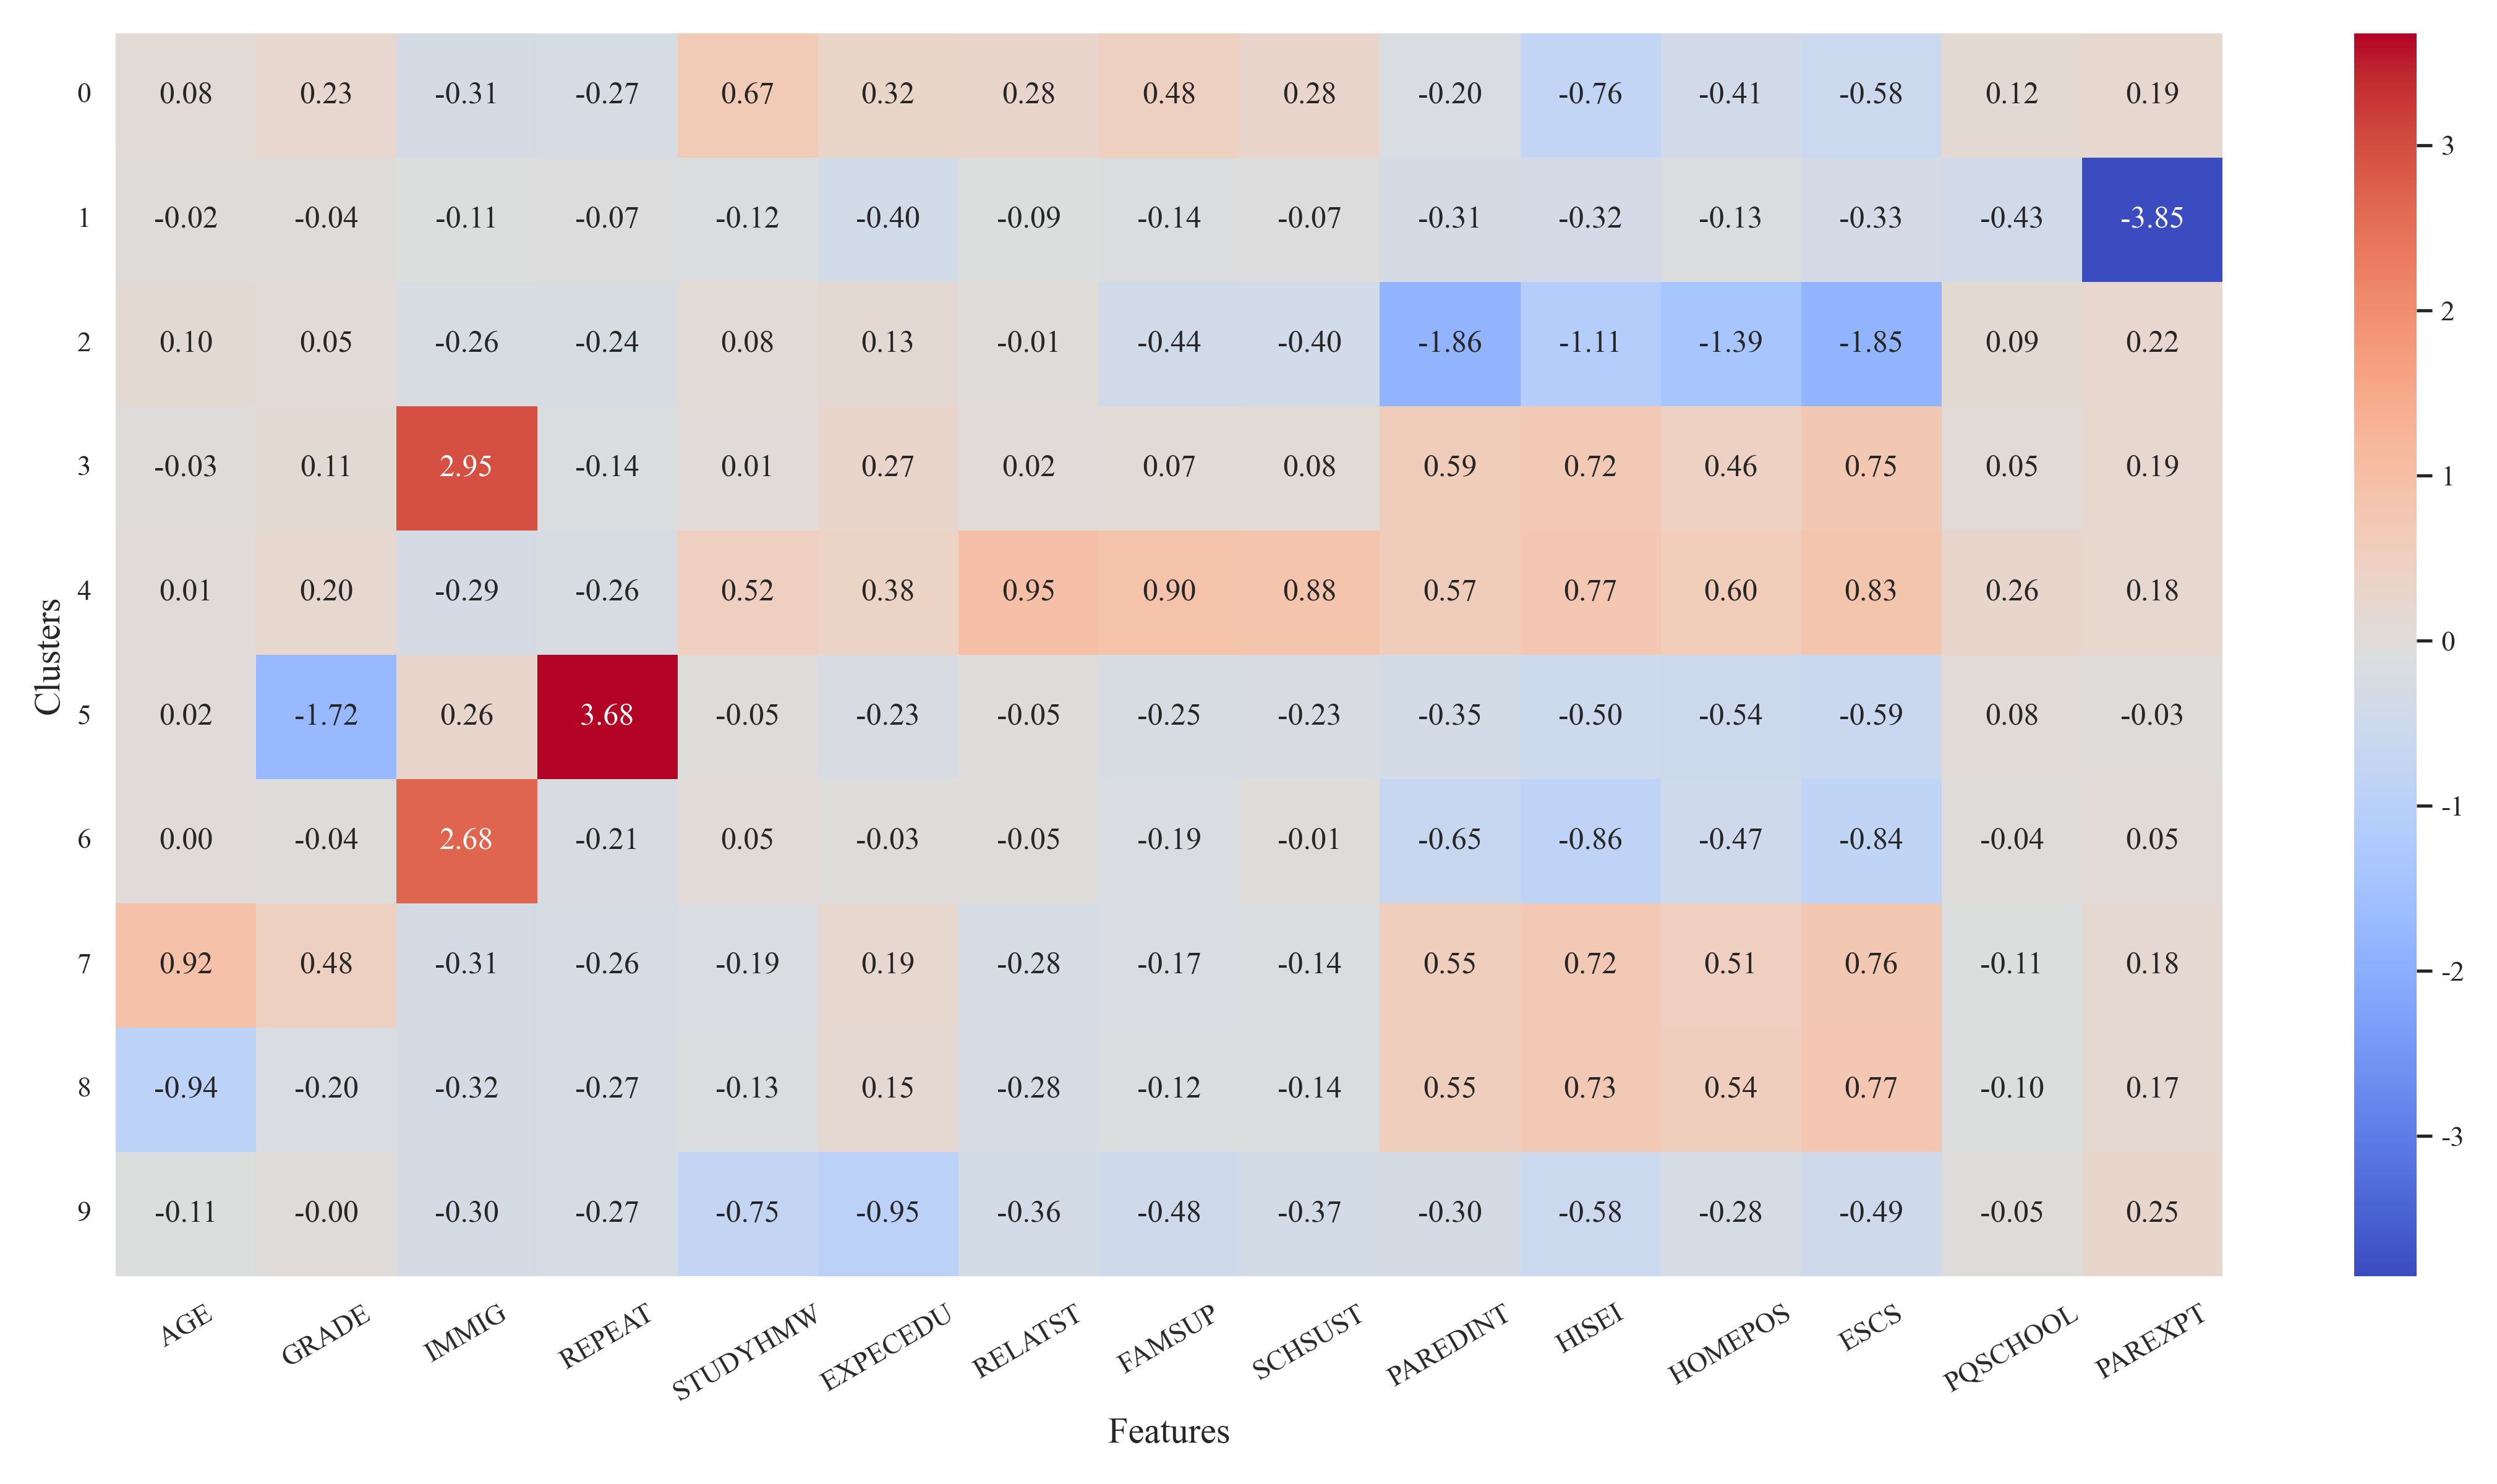 0 0.08 0.23 -0.31 -0.27 0.67 0.32 0.28 0.48 0.28 -0.20 -0.76 -0.41 -0.58 0.12 0.19
1 -0.02 -0.04 -0.11 -0.07 -0.12 -0.40 -0.09 -0.14 -0.07 -0.31 -0.32 -0.13 -0.33 -0.43 -3.85
2 0.10 0.05 -0.26 -0.24 0.08 0.13 -0.01 -0.44 -0.40 -1.86 -1.11 -1.39 -1.85 0.09 0.22
3 -0.03 0.11 2.95 -0.14 0.01 0.27 0.02 0.07 0.08 0.59 0.72 0.46 0.75 0.05 0.19
4 0.01 0.20 -0.29 -0.26 0.52 0.38 0.95 0.90 0.88 0.57 0.77 0.60 0.83 0.26 0.18
5 0.02 -1.72 0.26 3.68 -0.05 -0.23 -0.05 -0.25 -0.23 -0.35 -0.50 -0.54 -0.59 0.08 -0.03
6 0.00 -0.04 2.68 -0.21 0.05 -0.03 -0.05 -0.19 -0.01 -0.65 -0.86 -0.47 -0.84 -0.04 0.05
7 0.92 0.48 -0.31 -0.26 -0.19 0.19 -0.28 -0.17 -0.14 0.55 0.72 0.51 0.76 -0.11 0.18
8 -0.94 -0.20 -0.32 -0.27 -0.13 0.15 -0.28 -0.12 -0.14 0.55 0.73 0.54 0.77 -0.10 0.17
9 -0.11 -0.00 -0.30 -0.27 -0.75 -0.95 -0.36 -0.48 -0.37 -0.30 -0.58 -0.28 -0.49 -0.05 0.25
Clusters
AGE GRADE IMMIG REPEAT STUDYHMW EXPECEDU RELATST FAMSUP SCHSUST PAREDINT HISEI HOMEPOS ESCS PQSCHOOL PAREXPT
Features
3
2
1
0
-1
-2
-3